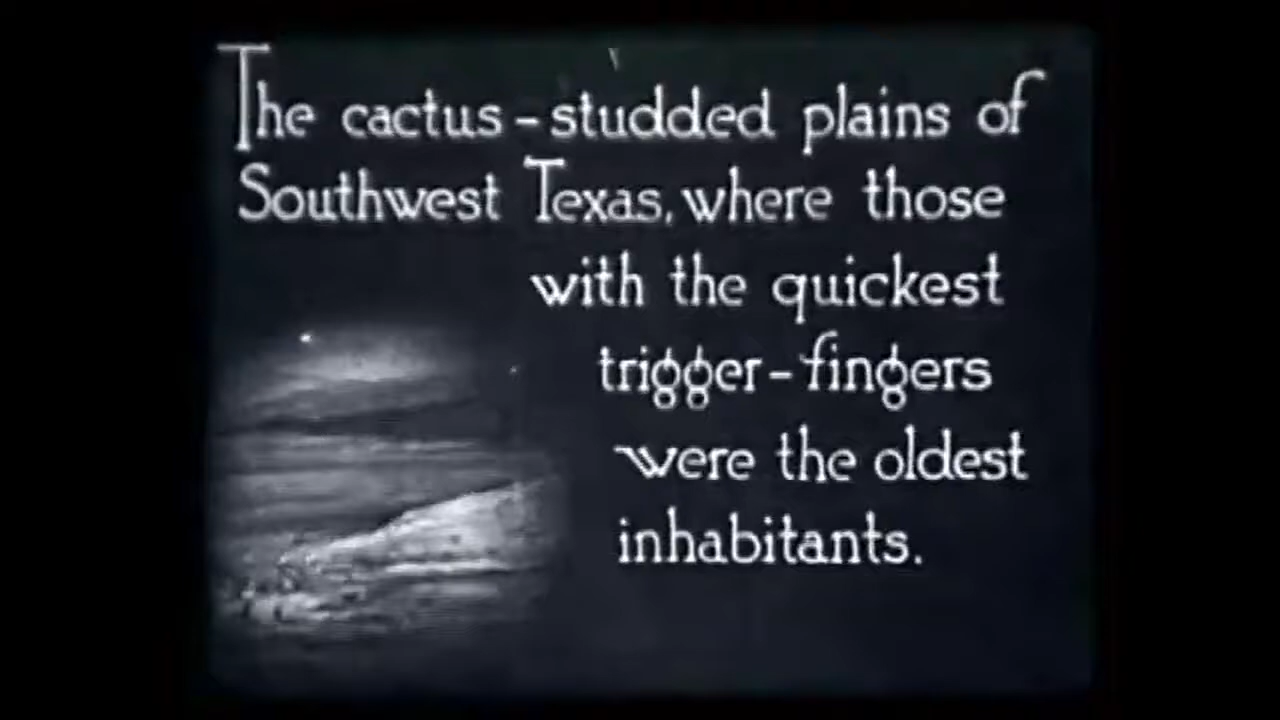 The cactus-studded plains of
Southwest Texas, where those
with the quickest
trigger-fingers
were the oldest
inhabitants.